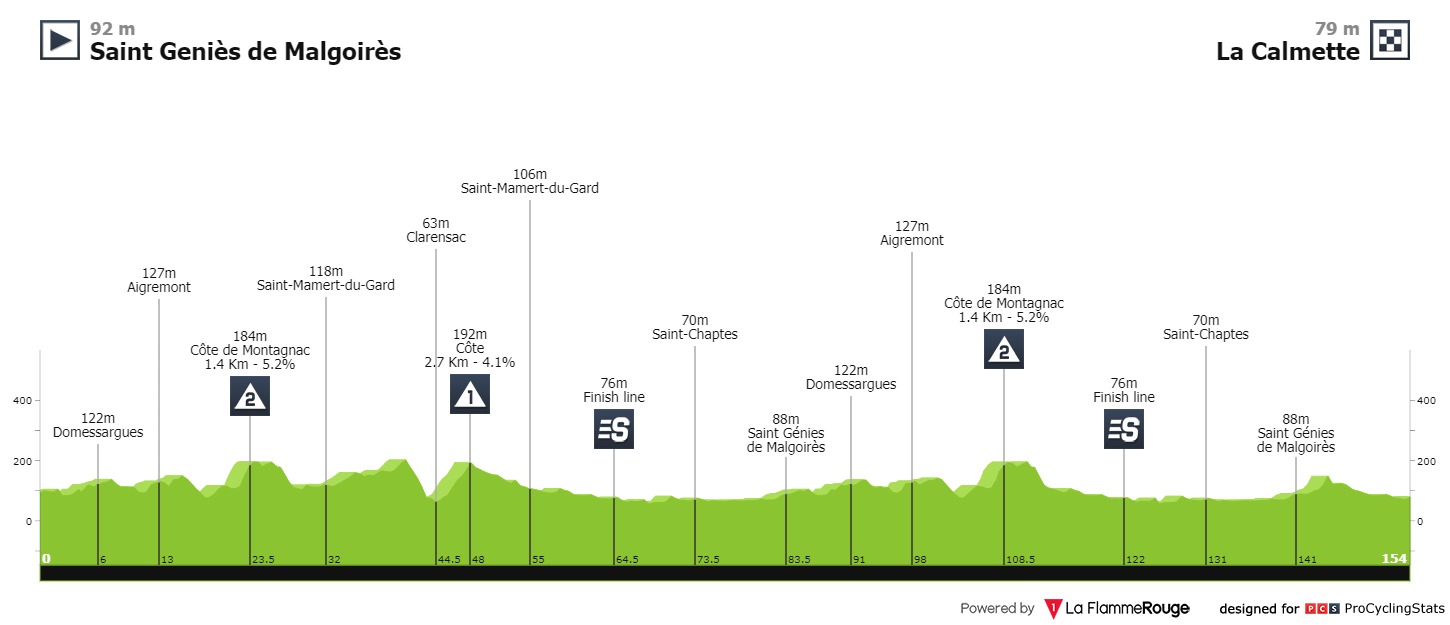 92 m
Saint Geniès de Malgoirès
79 m
La Calmette
122m
Domessargues
127m
Aigremont
184m
Côte de Montagnac
1.4 Km - 5.2%
2
118m
Saint-Mamert-du-Gard
63m
Clarensac
192m
Côte
2.7 Km - 4.1%
1
106m
Saint-Mamert-du-Gard
76m
Finish line
S
70m
Saint-Chaptes
88m
Saint Génies
de Malgoirès
122m
Domessargues
127m
Aigremont
184m
Côte de Montagnac
1.4 Km - 5.2%
2
76m
Finish line
S
70m
Saint-Chaptes
88m
Saint Génies
de Malgoirès
400
200
0
400
200
0
0 6 13 23.5 32 44.5 48 55 64.5 73.5 83.5 91 98 108.5 122 131 141 154
Powered by 1 La FlammeRouge designed for PCS ProCyclingStats